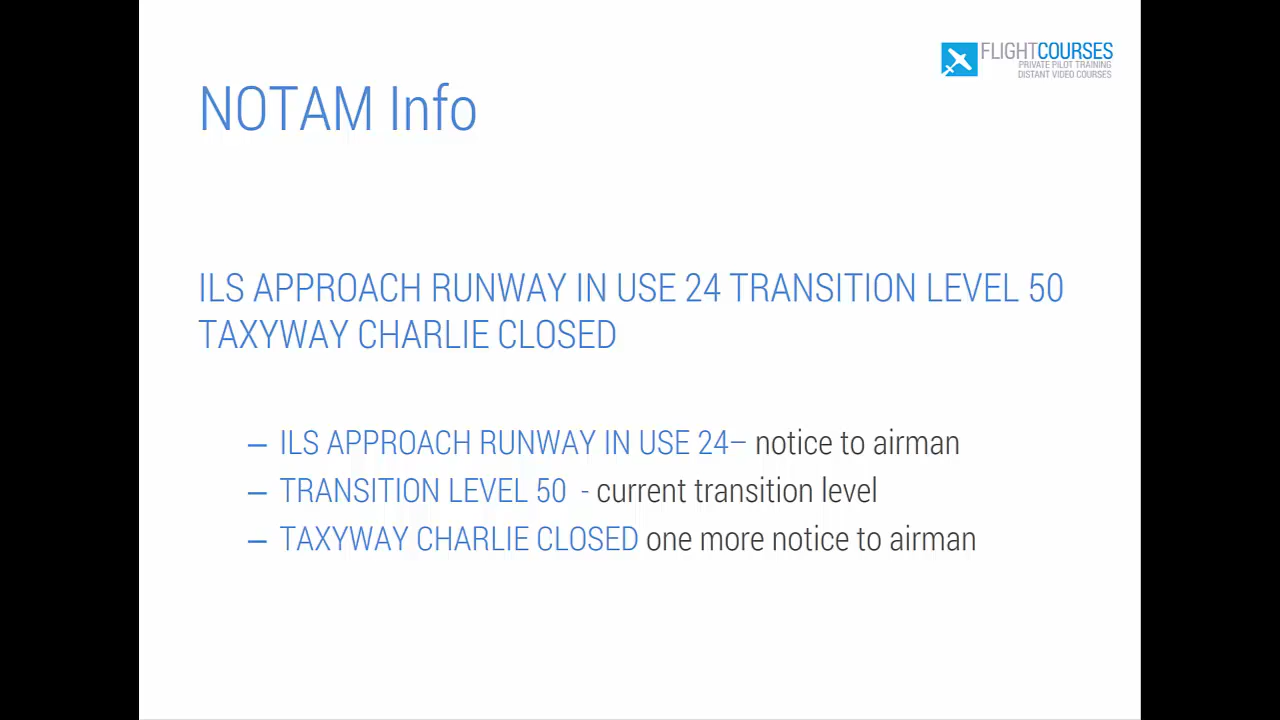 FLIGHTCOURSES
PRIVATE PILOT TRAINING
DISTANT VIDEO COURSES
NOTAM Info
ILS APPROACH RUNWAY IN USE 24 TRANSITION LEVEL 50
TAXYWAY CHARLIE CLOSED
– ILS APPROACH RUNWAY IN USE 24– notice to airman
– TRANSITION LEVEL 50 - current transition level
– TAXYWAY CHARLIE CLOSED one more notice to airman